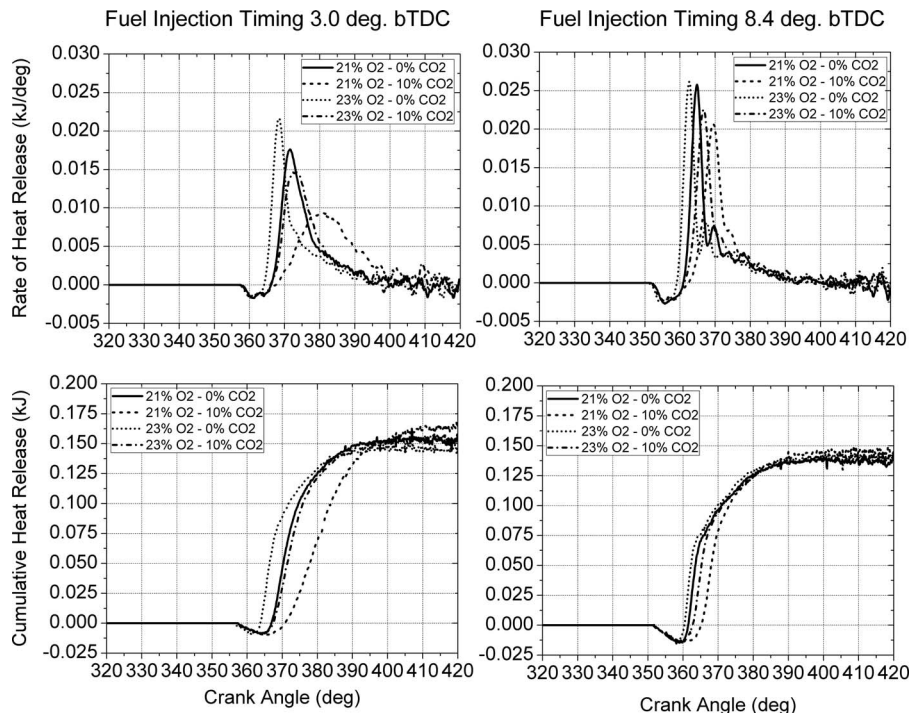 Fuel Injection Timing 3.0 deg. bTDC
Fuel Injection Timing 8.4 deg. bTDC
Rate of Heat Release (kJ/deg)
0.030
0.025
0.020
0.015
0.010
0.005
0.000
-0.005
21% O2 - 0% CO2
21% O2 - 10% CO2
23% O2 - 0% CO2
23% O2 - 10% CO2
320 330 340 350 360 370 380 390 400 410 420
0.030
0.025
0.020
0.015
0.010
0.005
0.000
-0.005
21% O2 - 0% CO2
21% O2 - 10% CO2
23% O2 - 0% CO2
23% O2 - 10% CO2
320 330 340 350 360 370 380 390 400 410 420
Cumulative Heat Release (kJ)
0.200
0.175
0.150
0.125
0.100
0.075
0.050
0.025
0.000
-0.025
21% O2 - 0% CO2
21% O2 - 10% CO2
23% O2 - 0% CO2
23% O2 - 10% CO2
320 330 340 350 360 370 380 390 400 410 420
Crank Angle (deg)
0.200
0.175
0.150
0.125
0.100
0.075
0.050
0.025
0.000
-0.025
21% O2 - 0% CO2
21% O2 - 10% CO2
23% O2 - 0% CO2
23% O2 - 10% CO2
320 330 340 350 360 370 380 390 400 410 420
Crank Angle (deg)